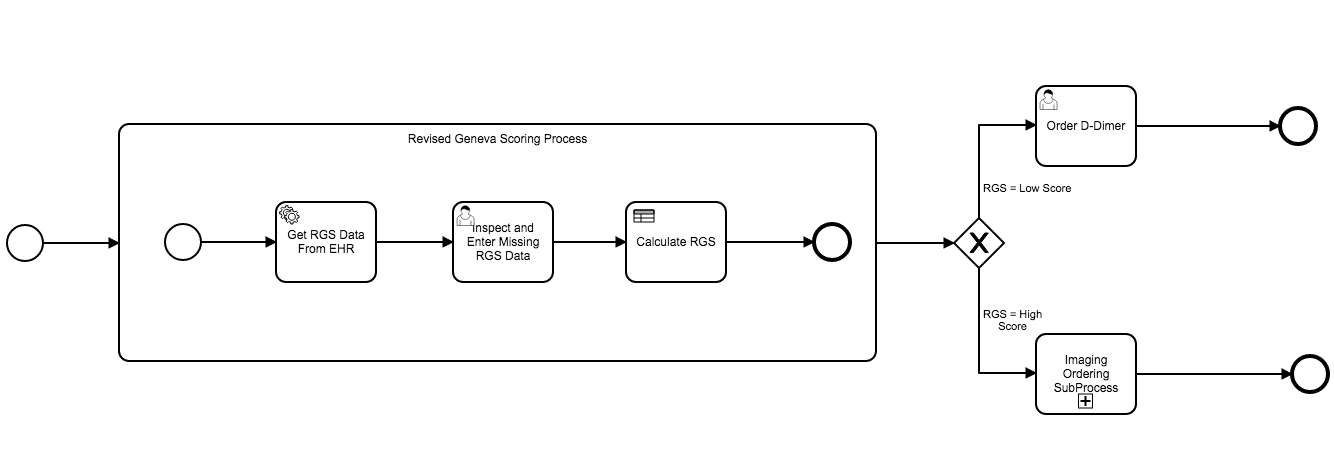 Revised Geneva Scoring Process
Get RGS Data
From EHR
Inspect and
Enter Missing
RGS Data
Calculate RGS
X
RGS = Low Score
Order D-Dimer
RGS = High
Score
Imaging
Ordering
SubProcess